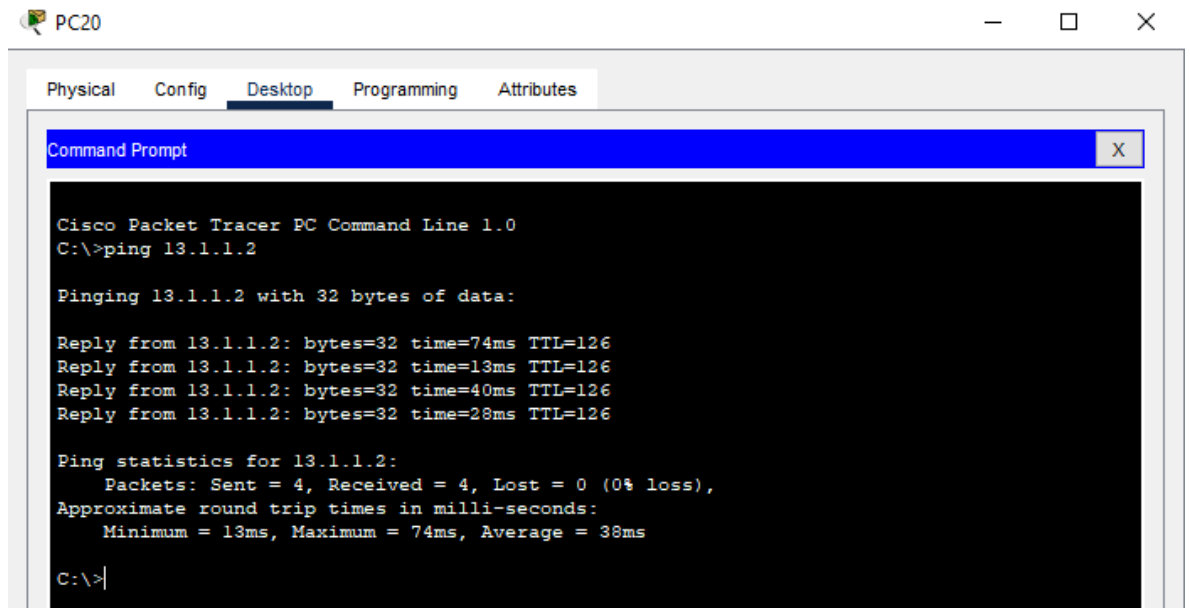 PC20
Physical Config Desktop Programming Attributes
Command Prompt
X
Cisco Packet Tracer PC Command Line 1.0
C:\>ping 13.1.1.2
Pinging 13.1.1.2 with 32 bytes of data:
Reply from 13.1.1.2: bytes=32 time=74ms TTL=126
Reply from 13.1.1.2: bytes=32 time=13ms TTL=126
Reply from 13.1.1.2: bytes=32 time=40ms TTL=126
Reply from 13.1.1.2: bytes=32 time=28ms TTL=126
Ping statistics for 13.1.1.2:
Packets: Sent = 4, Received = 4, Lost = 0 (0% loss),
Approximate round trip times in milli-seconds:
Minimum = 13ms, Maximum = 74ms, Average = 38ms
C:\>